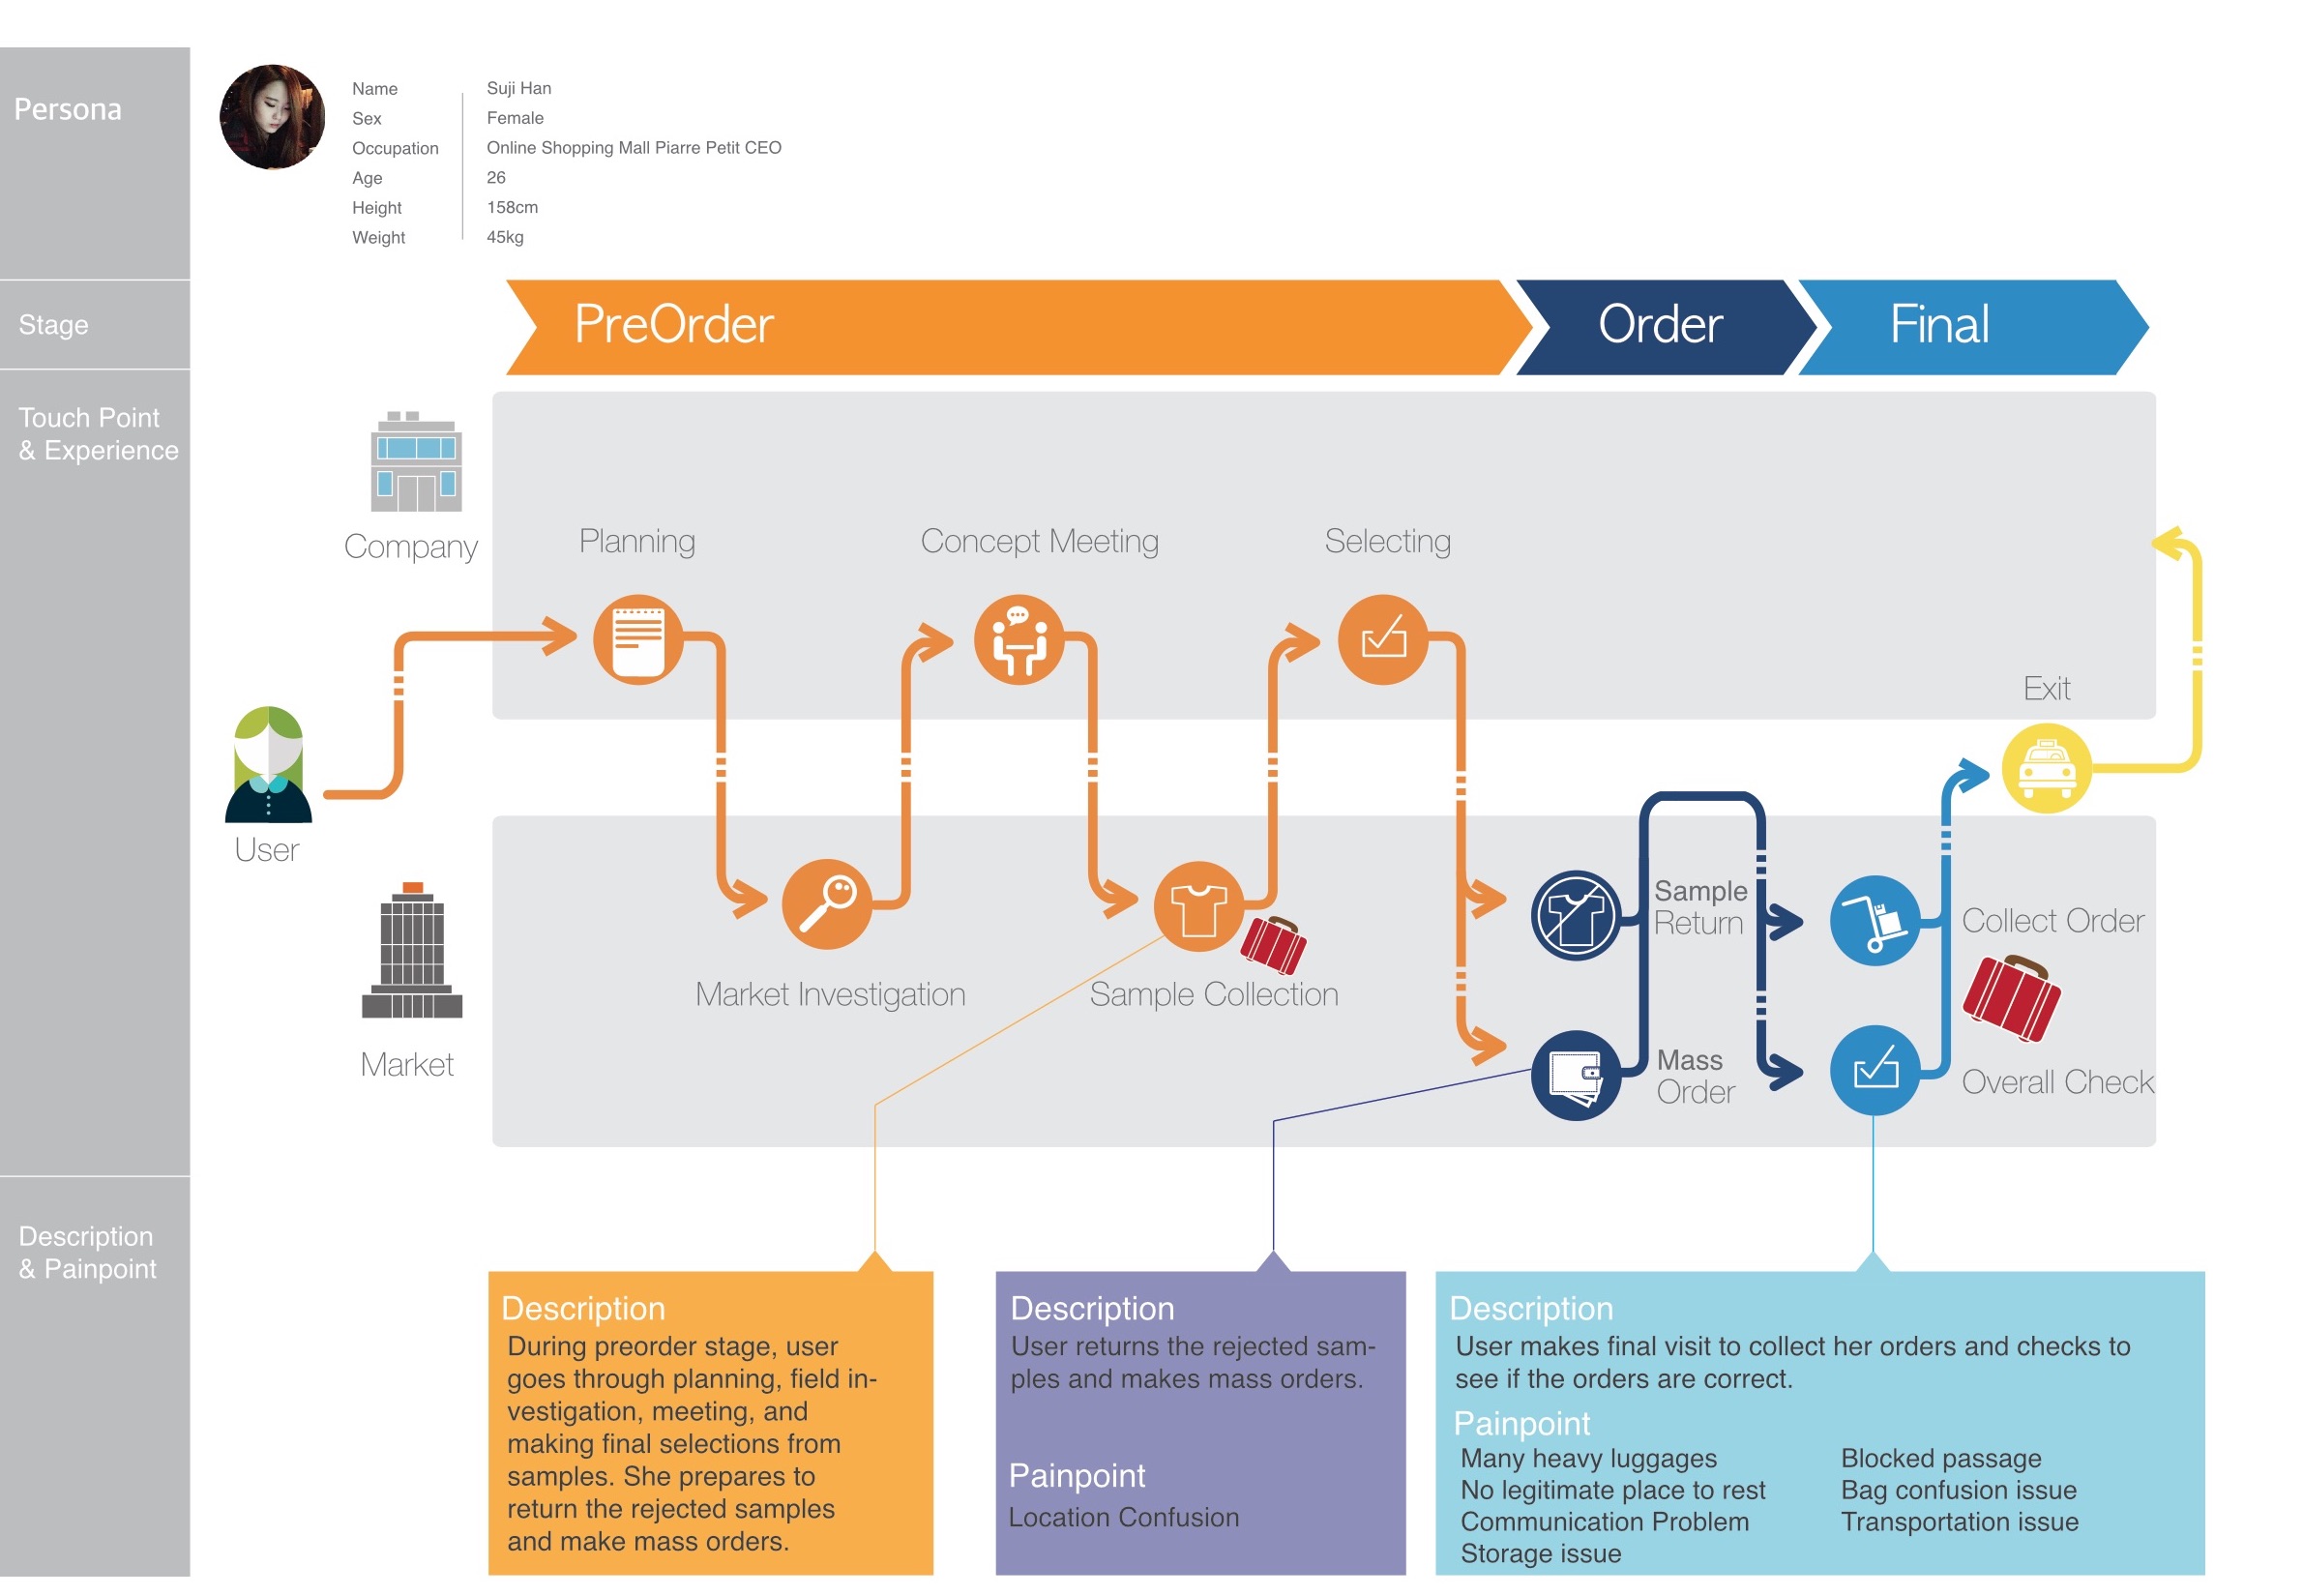 Persona
Name Suji Han
Sex Female
Occupation Online Shopping Mall Piarre Petit CEO
Age 26
Height 158cm
Weight 45kg
Stage
PreOrder
Order
Final
Touch Point
& Experience
Company
Planning
Concept Meeting
Selecting
Exit
User
Market
Market Investigation
Sample Collection
Sample
Return
Mass
Order
Collect Order
Overall Check
Description
& Painpoint
Description
During preorder stage, user
goes through planning, field in-
vestigation, meeting, and
making final selections from
samples. She prepares to
return the rejected samples
and make mass orders.
Description
User returns the rejected sam-
ples and makes mass orders.
Painpoint
Location Confusion
Description
User makes final visit to collect her orders and checks to
see if the orders are correct.
Painpoint
Many heavy luggages
No legitimate place to rest
Communication Problem
Storage issue
Blocked passage
Bag confusion issue
Transportation issue